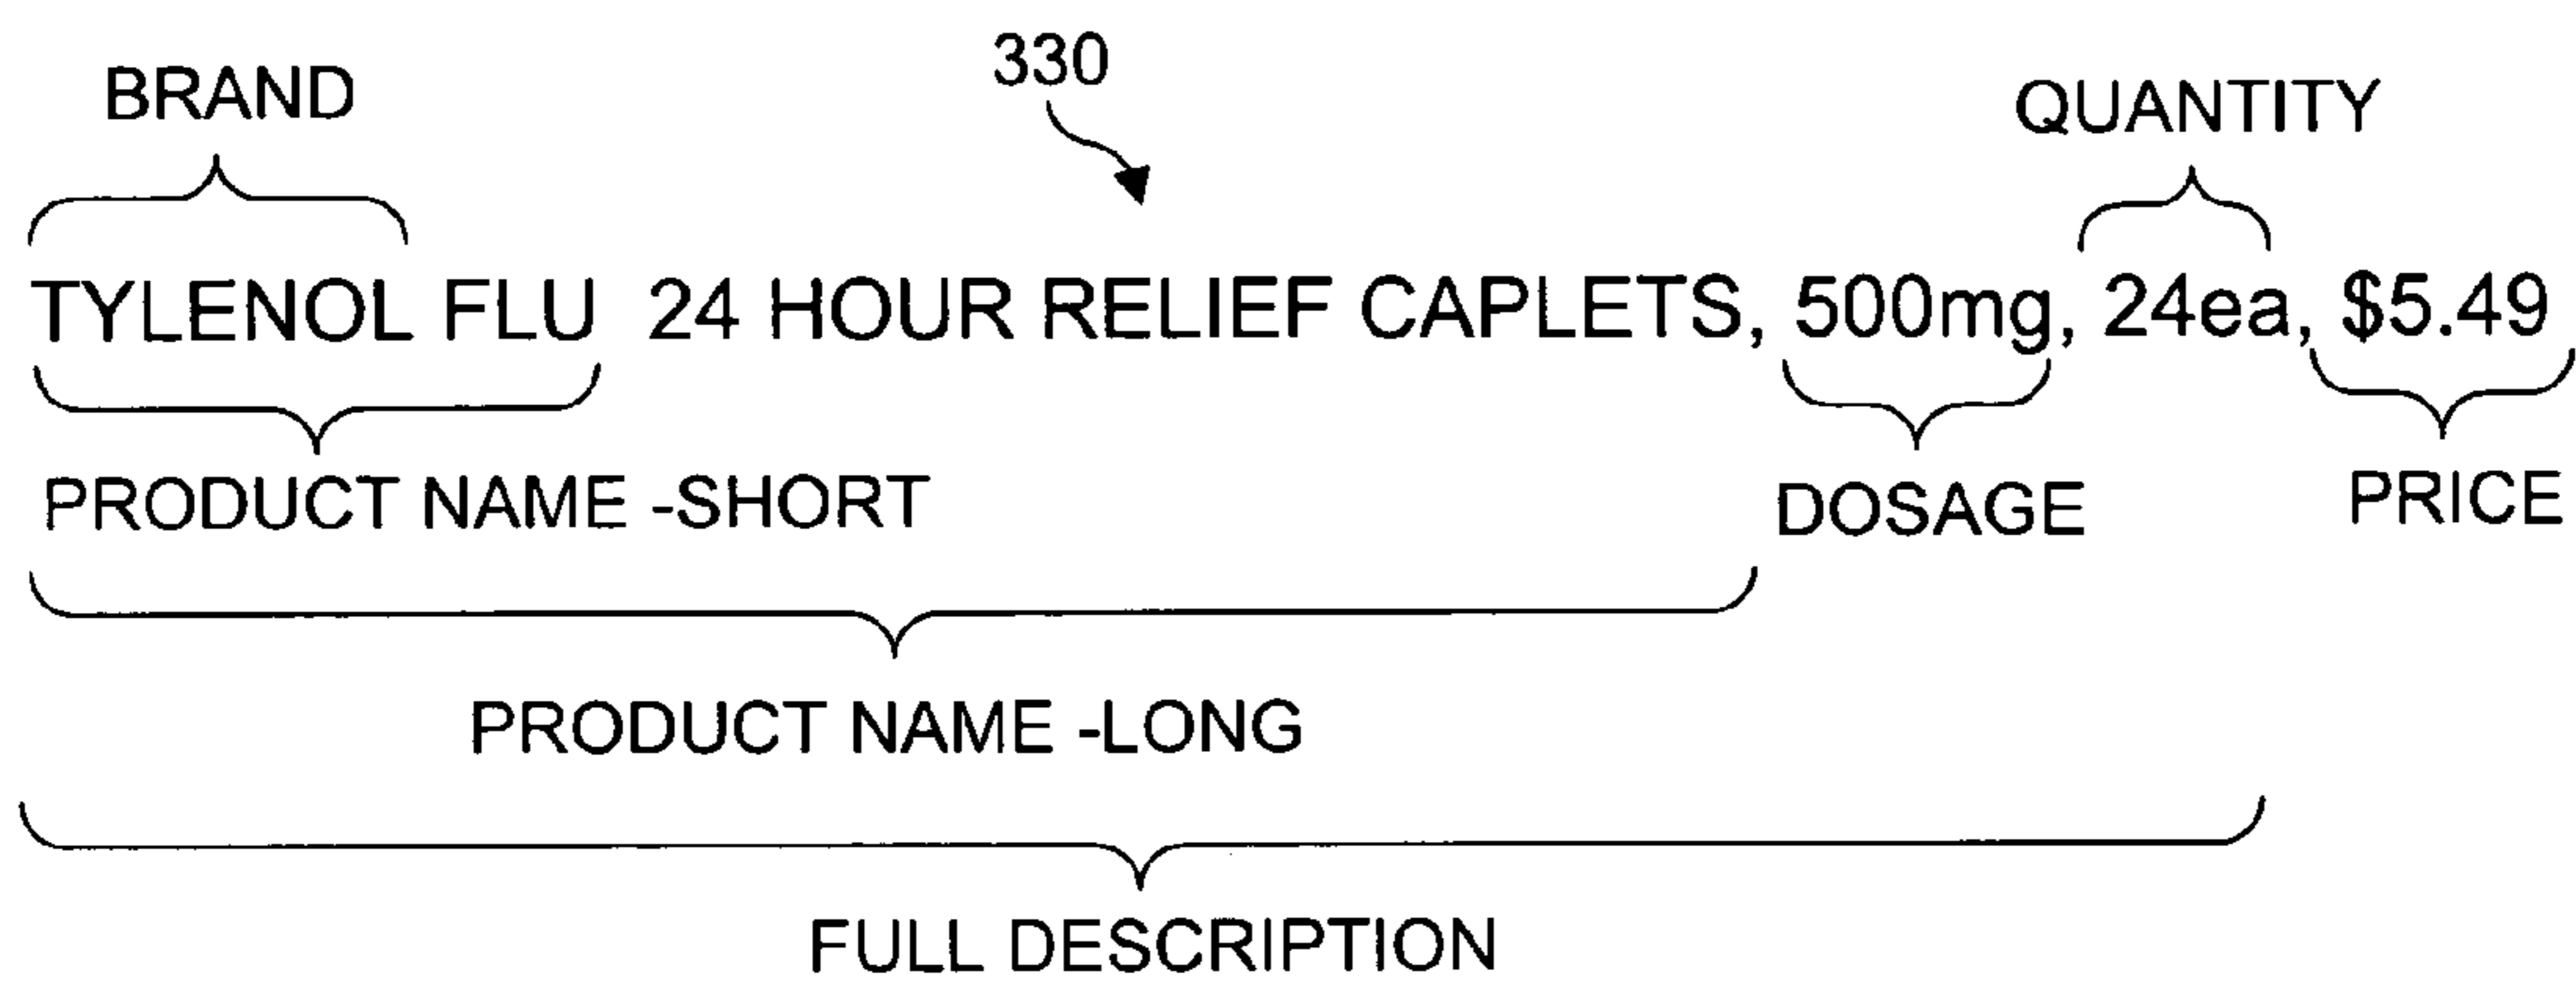 330
BRAND
QUANTITY
TYLENOL FLU 24 HOUR RELIEF CAPLETS, 500mg, 24ea, $5.49
PRODUCT NAME -SHORT
DOSAGE
PRICE
PRODUCT NAME -LONG
FULL DESCRIPTION